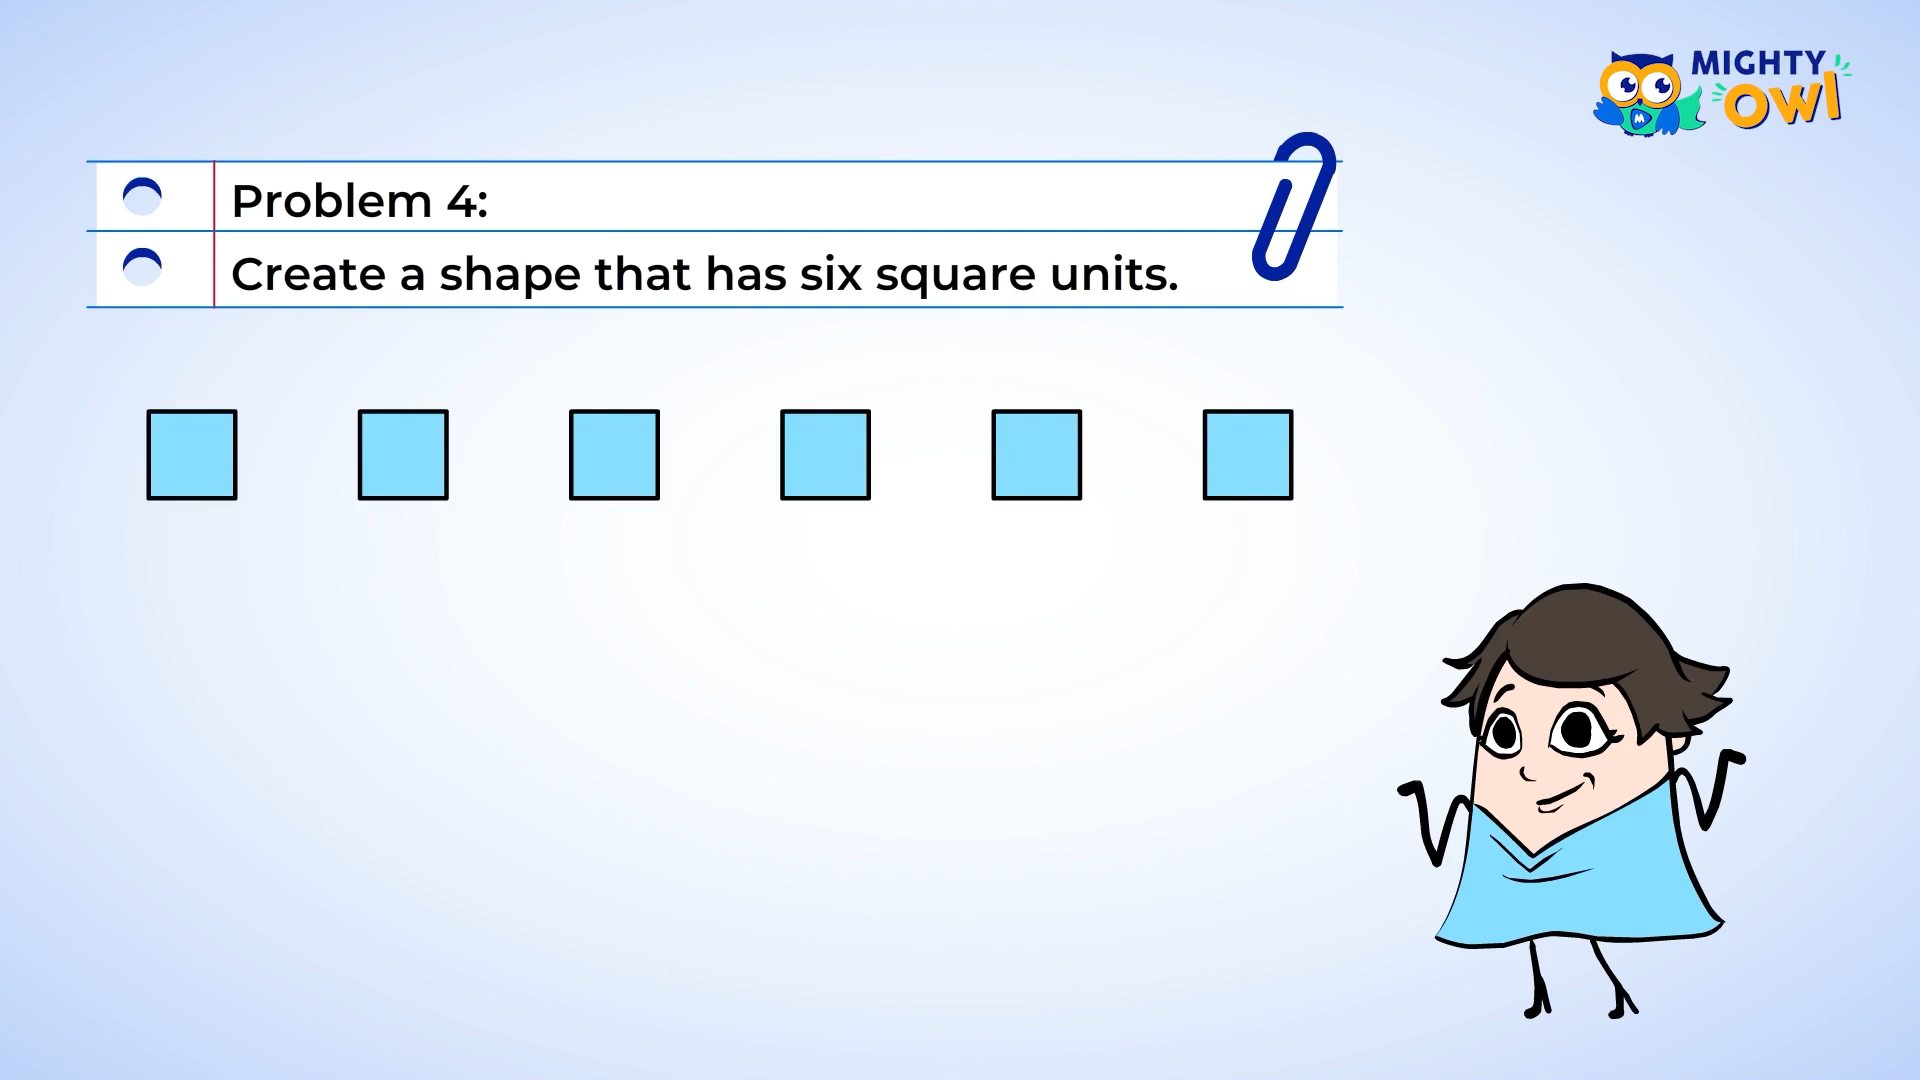 MIGHTY
Owl
M
Problem 4:
Create a shape that has six square units.